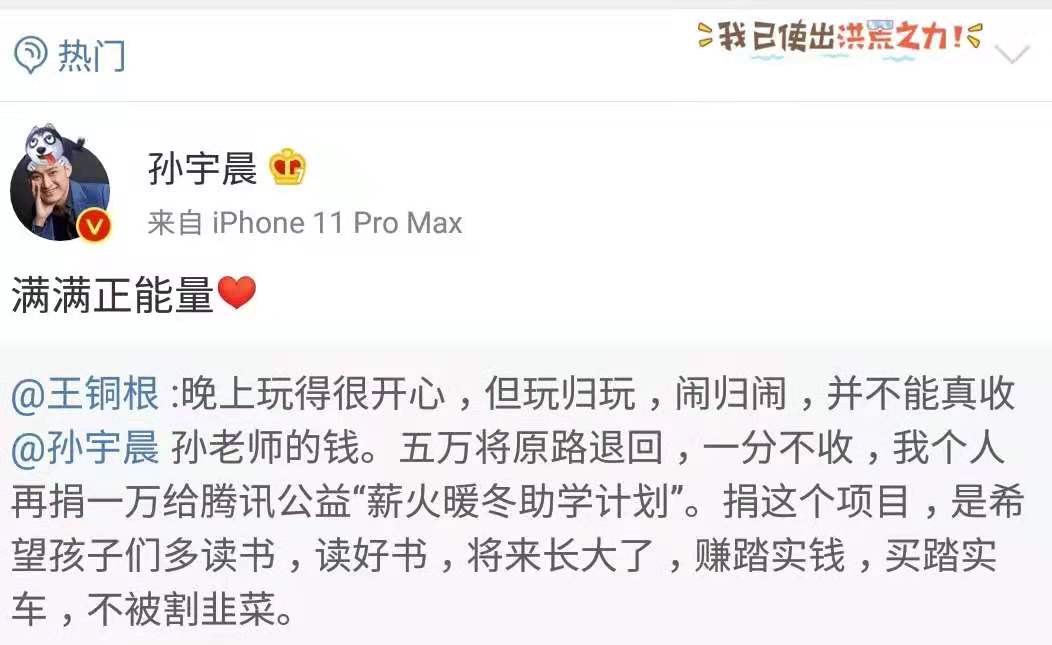 热门
我已使出洪荒之力!
孙宇晨
来自 iPhone 11 Pro Max
满满正能量❤
@王铜根 :晚上玩得很开心，但玩归玩，闹归闹，并不能真收
@孙宇晨 孙老师的钱。五万将原路退回，一分不收，我个人
再捐一万给腾讯公益“薪火暖冬助学计划”。捐这个项目，是希
望孩子们多读书，读好书，将来长大了，赚踏实钱，买踏实
车，不被割韭菜。